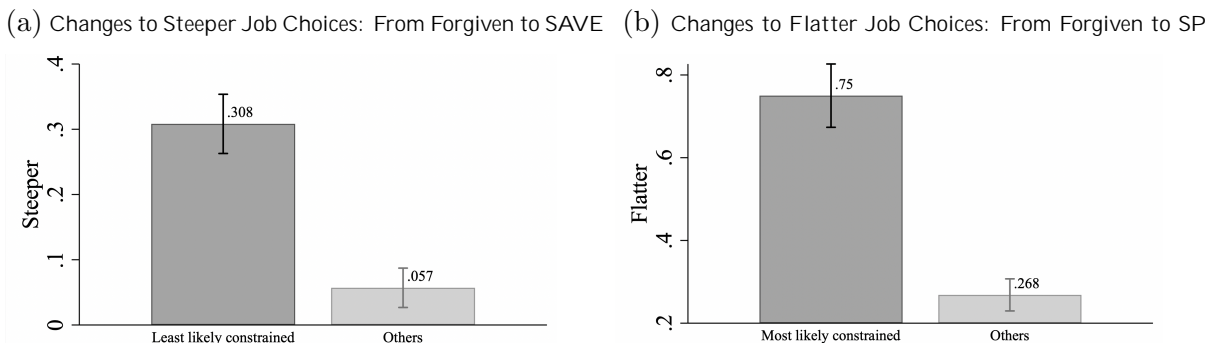 (a) Changes to Steeper Job Choices: From Forgiven to SAVE
.4
.3
.2
.1
0
Steeper
.308
.057
Least likely constrained
Others
(b) Changes to Flatter Job Choices: From Forgiven to SP
.8
.6
.4
.2
Flatter
.75
.268
Most likely constrained
Others